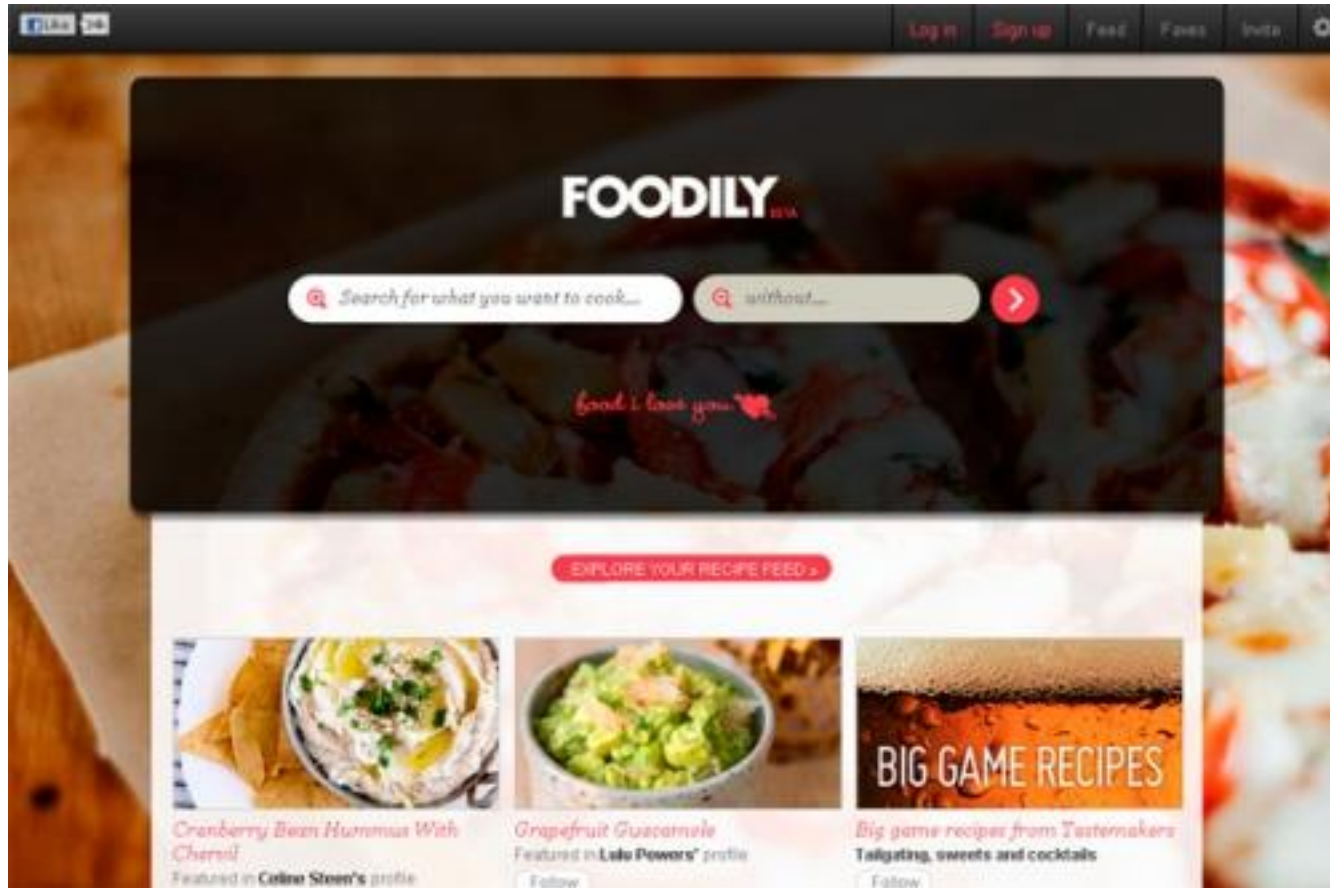 Like
Log in
Sign up
Feed
Faves
Invite
FOODILY BETA
Search for what you want to cook...
without...
food i love you
EXPLORE YOUR RECIPE FEED »
BIG GAME RECIPES
Cranberry Bean Hummus With
Chervil
Featured in Celine Steen's profile
Grapefruit Guacamole
Featured in Lulu Powers' profile
Follow
Big game recipes from Tastemakers
Tailgating, sweets and cocktails
Follow